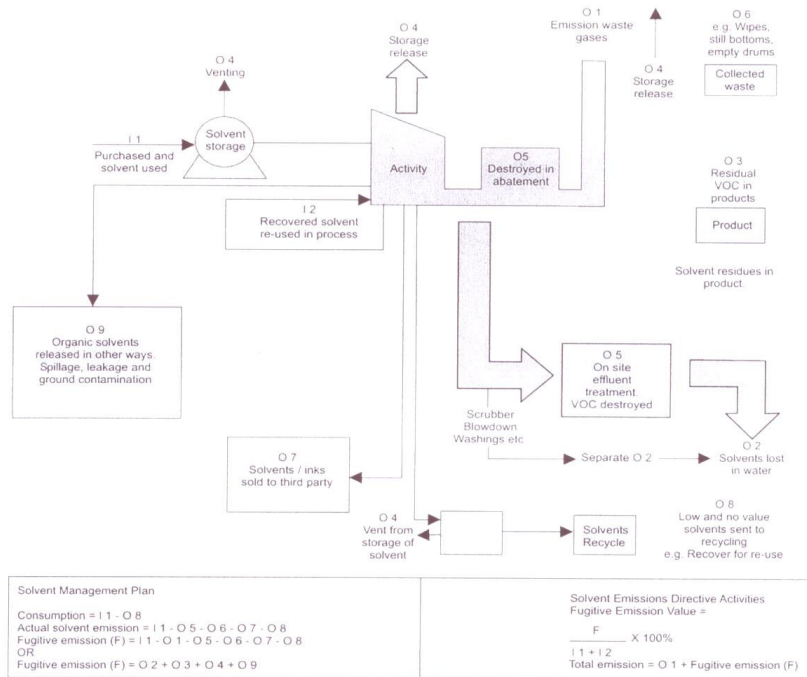 O 4
Venting
I 1
Purchased and
solvent used
Solvent
storage
O 4
Storage
release
Activity
O5
Destroyed in
abatement
O 1
Emission waste
gases
O 4
Storage
release
O 6
e.g. Wipes,
still bottoms,
empty drums
Collected
waste
O 3
Residual
VOC in
products
Product
Solvent residues in
product.
I 2
Recovered solvent
re-used in process
O 9
Organic solvents
released in other ways.
Spillage, leakage and
ground contamination
O 5
On site
effluent
treatment.
VOC destroyed
Scrubber
Blowdown
Washings etc
Separate O 2
O 2
Solvents lost
in water
O 7
Solvents / inks
sold to third party
O 4
Vent from
storage of
solvent
Solvents
Recycle
O 8
Low and no value
solvents sent to
recycling
e.g. Recover for re-use
Solvent Management Plan
Consumption = I 1 - O 8
Actual solvent emission = I 1 - O 5 - O 6 - O 7 - O 8
Fugitive emission (F) = I 1 - O 1 - O 5 - O 6 - O 7 - O 8
OR
Fugitive emission (F) = O 2 + O 3 + O 4 + O 9
Solvent Emissions Directive Activities
Fugitive Emission Value =
F
X 100%
I 1 + I 2
Total emission = O 1 + Fugitive emission (F)